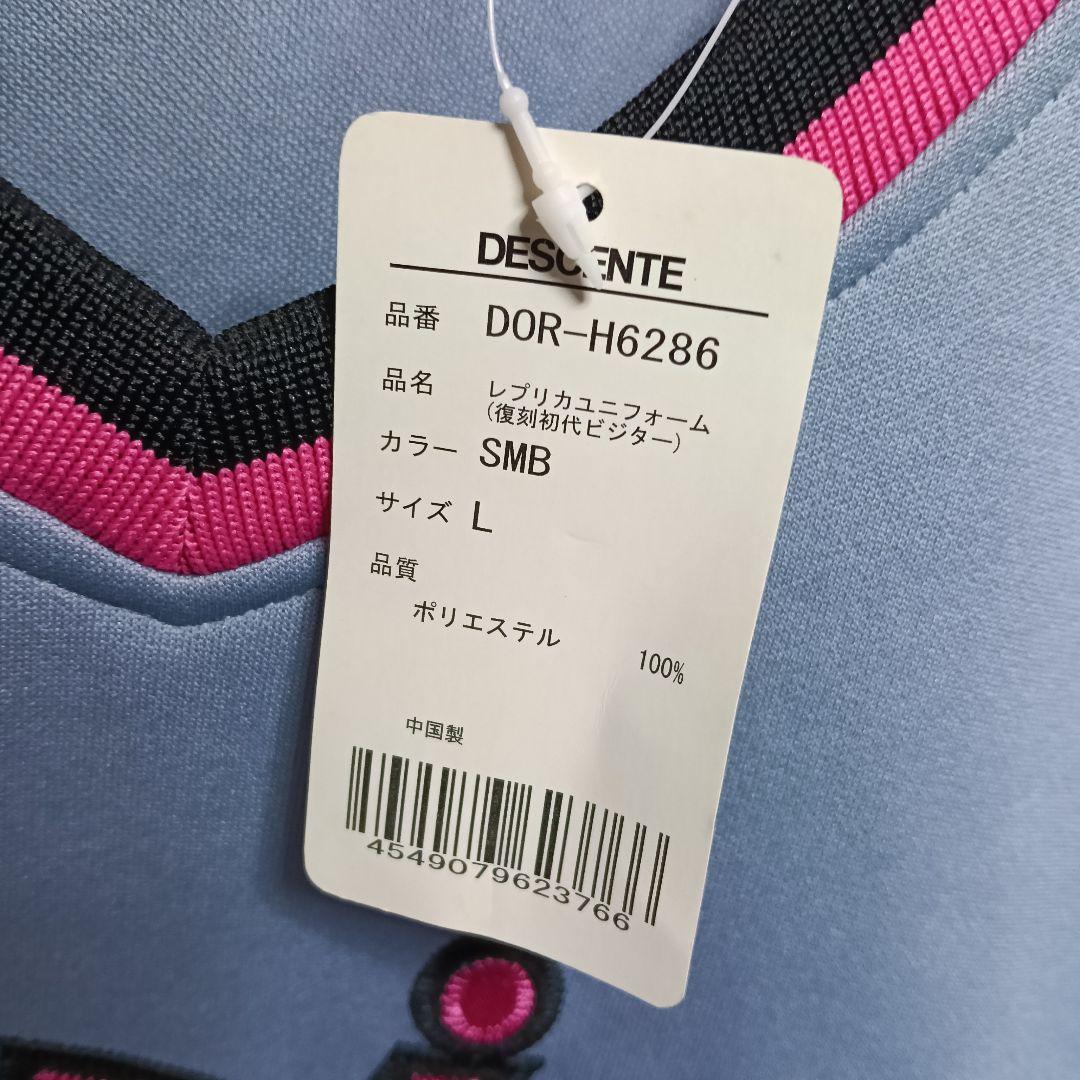 DESCENTE
品番 DOR-H6286
品名 レプリカユニフォーム
(復刻初代ビジター)
カラー SMB
サイズ L
品質
ポリエステル 100%
中国製
4549079623766